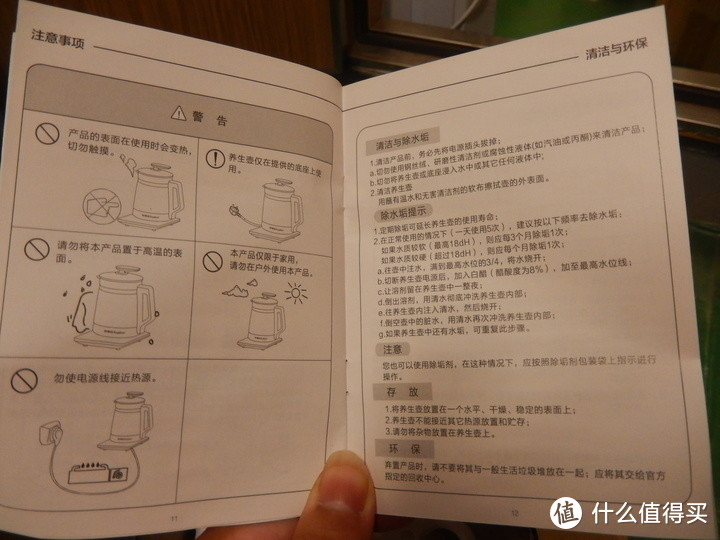 注意事项
警告
产品的表面在使用时会变热，
切勿触摸。
养生壶仅在提供的底座上使
用。
请勿将本产品置于高温的表
面。
本产品仅限于家用，
请勿在户外使用本产品。
勿使电源线接近热源。
11
清洁与环保
清洁与除水垢
1.清洁产品前，务必先将电源插头拔掉；
a.切勿使用钢丝绒、研磨性清洁剂或腐蚀性液体(如汽油或丙酮)来清洁产品；
b.切勿将养生壶或底座浸入水中或其它任何液体中；
2.清洁养生壶
用蘸有温水和无害清洁剂的软布擦拭壶的外表面。
除水垢提示
1.定期除垢可延长养生壶的使用寿命；
2.在正常使用的情况下（一天使用5次），建议按以下频率去除水垢；
如果水质较软（最高18dH），则应每3个月除垢1次；
如果水质较硬（超过18dH），则应每个月除垢1次；
a.往壶中注水，满到最高水位的3/4，将水烧开；
b.切断养生壶电源后，加入白醋（醋酸度为8%），加至最高水位线；
c.让溶剂留在养生壶中一整夜；
d.倒出溶剂，用清水彻底冲洗养生壶内部；
e.往养生壶内注入清水，然后烧开；
f.倒空壶中的脏水，用清水再次冲洗养生壶内部；
g.如果养生壶中还有水垢，可重复此步骤。
注意
您也可以使用除垢剂，在这种情况下，应按照除垢剂包装袋上指示进行
操作。
存放
1.将养生壶放置在一个水平、干燥、稳定的表面上；
2.养生壶不能接近其它热源放置和贮存；
3.请勿将杂物放置在养生壶上。
环保
弃置产品时，请不要将其与一般生活垃圾堆放在一起；应将其交给官方
指定的回收中心。
12
值 什么值得买